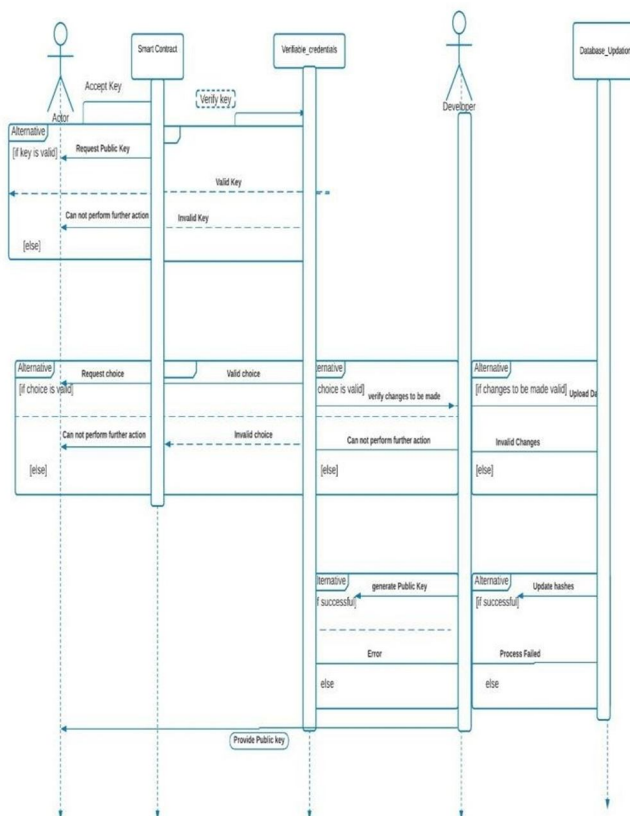 Smart Contract
Verifiable_credentials
Database_Updation
Actor
Developer
Accept Key
Verify key
Alternative
[if key is valid]
Request Public Key
Valid Key
Can not perform further action
Invalid Key
[else]
Alternative
Request choice
Valid choice
ernative
Alternative
[if choice is valid]
choice is valid]
verify changes to be made
[if changes to be made valid]
Upload Da
Can not perform further action
Invalid choice
Can not perform further action
Invalid Changes
[else]
[else]
[else]
lternative
generate Public Key
Alternative
Update hashes
f successful]
[if successful]
Error
Process Failed
else
else
Provide Public key